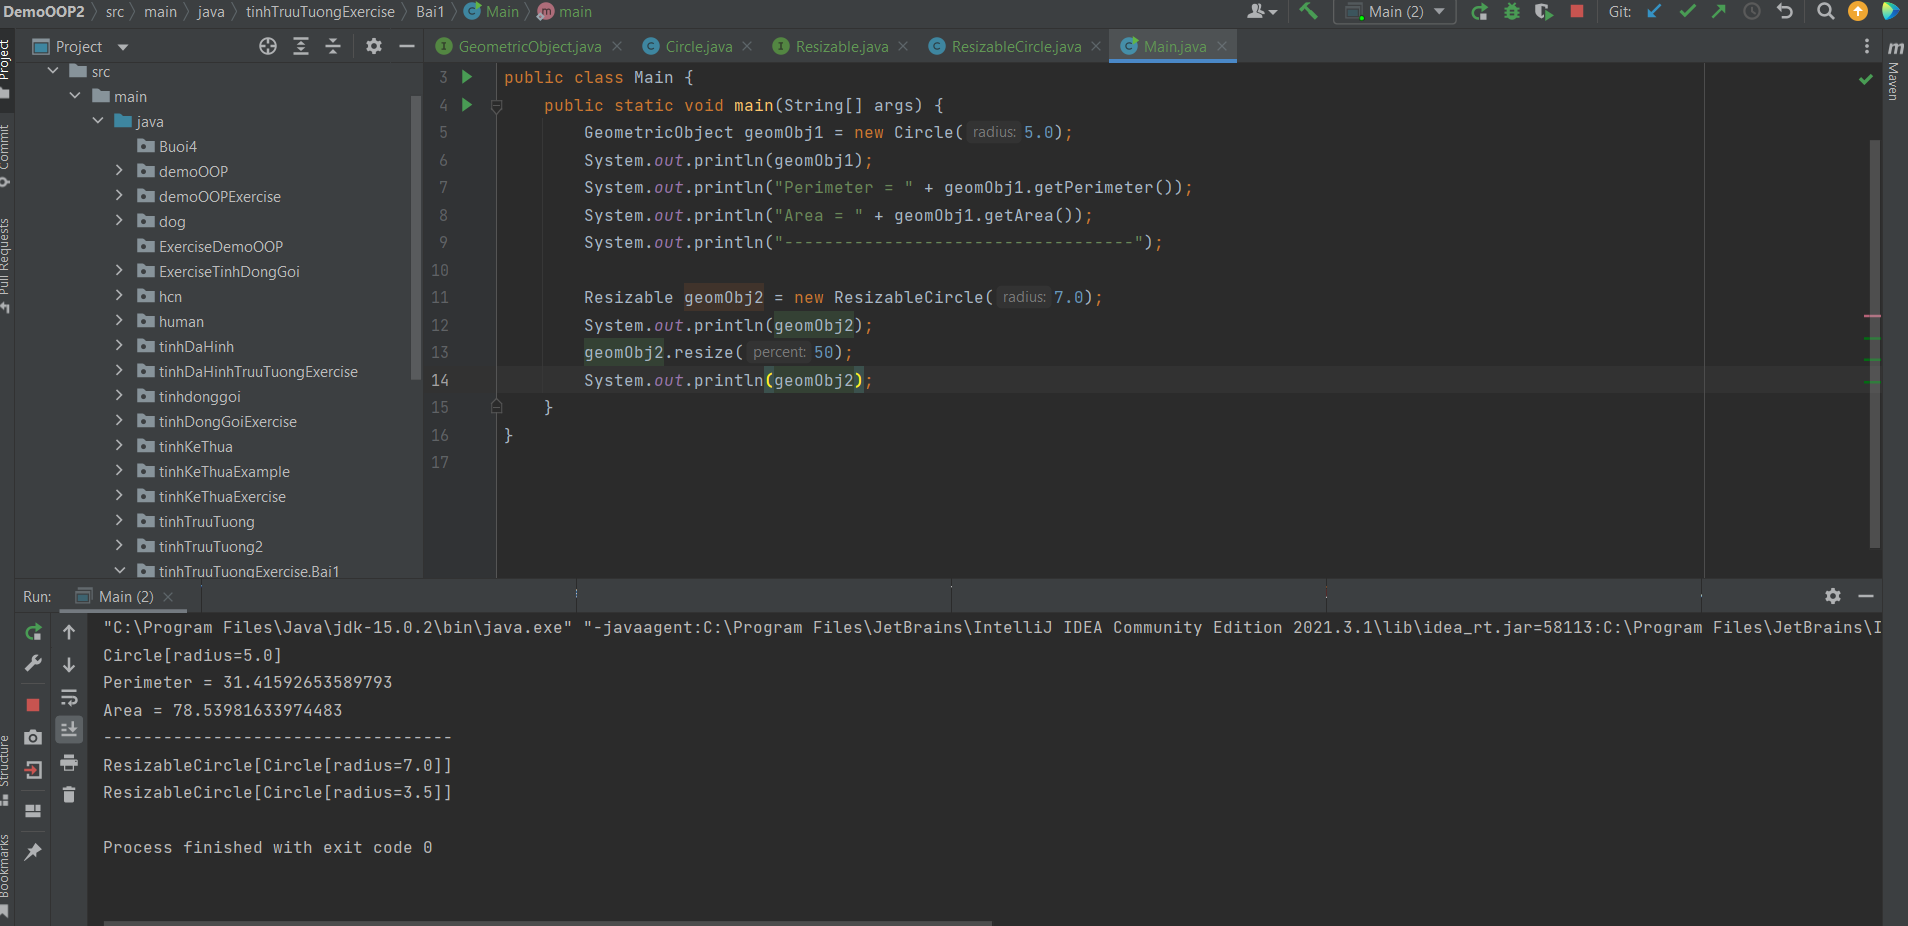 DemoOOP2 src main java tinhTruuTuongExercise Bai1 Main main
Main (2) Git:
Project
GeometricObject.java Circle.java Resizable.java ResizableCircle.java Main.java
src
main
java
Buoi4
demoOOP
demoOOPExercise
dog
ExerciseDemoOOP
ExerciseTinhDongGoi
hcn
human
tinhDaHinh
tinhDaHinhTruuTuongExercise
tinhdonggoi
tinhDongGoiExercise
tinhKeThua
tinhKeThuaExample
tinhKeThuaExercise
tinhTruuTuong
tinhTruuTuong2
tinhTruuTuongExercise.Bai1
3 public class Main {
4 public static void main(String[] args) {
5 GeometricObject geomObj1 = new Circle( radius: 5.0);
6 System.out.println(geomObj1);
7 System.out.println("Perimeter = " + geomObj1.getPerimeter());
8 System.out.println("Area = " + geomObj1.getArea());
9 System.out.println("-----------------------------------");
10
11 Resizable geomObj2 = new ResizableCircle( radius: 7.0);
12 System.out.println(geomObj2);
13 geomObj2.resize( percent: 50);
14 System.out.println(geomObj2);
15 }
16 }
17
Project
Commit
Pull Requests
Structure
Bookmarks
m Maven
Run: Main (2)
"C:\Program Files\Java\jdk-15.0.2\bin\java.exe" "-javaagent:C:\Program Files\JetBrains\IntelliJ IDEA Community Edition 2021.3.1\lib\idea_rt.jar=58113:C:\Program Files\JetBrains\I
Circle[radius=5.0]
Perimeter = 31.41592653589793
Area = 78.53981633974483
-----------------------------------
ResizableCircle[Circle[radius=7.0]]
ResizableCircle[Circle[radius=3.5]]
Process finished with exit code 0